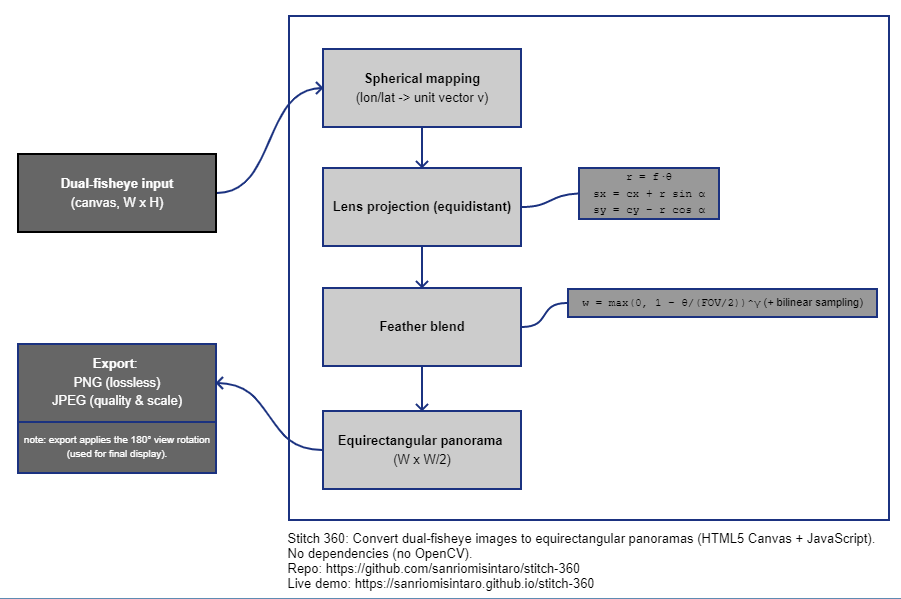 Spherical mapping
(lon/lat -> unit vector v)
Dual-fisheye input
(canvas, W x H)
Lens projection (equidistant)
r = f·θ
sx = cx + r sin α
sy = cy − r cos α
Feather blend
w = max(0, 1 − θ/(FOV/2))^γ (+ bilinear sampling)
Export:
PNG (lossless)
JPEG (quality & scale)
note: export applies the 180° view rotation
(used for final display).
Equirectangular panorama
(W x W/2)
Stitch 360: Convert dual-fisheye images to equirectangular panoramas (HTML5 Canvas + JavaScript).
No dependencies (no OpenCV).
Repo: https://github.com/sanriomisintaro/stitch-360
Live demo: https://sanriomisintaro.github.io/stitch-360